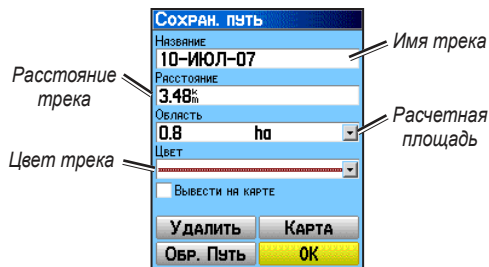 Сохран. путь
Название
10-ИЮЛ-07
Имя трека
Расстояние
3.48km
Расстояние
трека
Область
0.8 ha
Расчетная
площадь
Цвет
Цвет трека
Вывести на карте
Удалить Карта
Обр. Путь OK